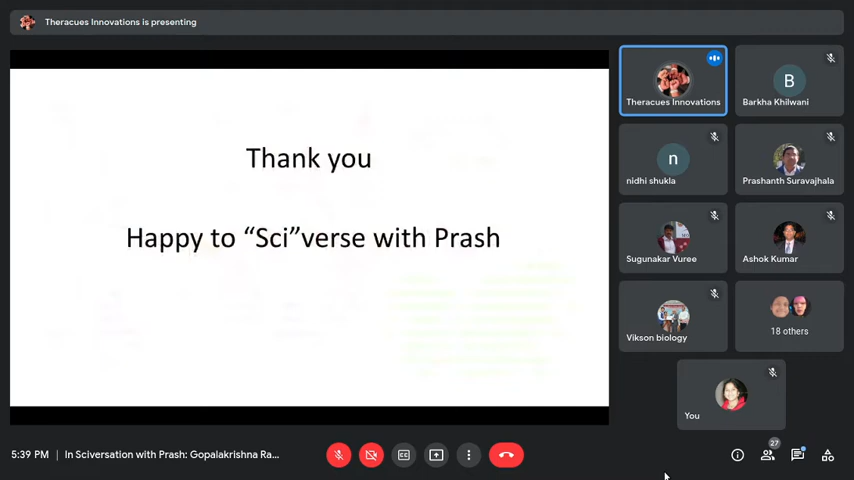 Theracues Innovations is presenting
Thank you
Happy to “Sci”verse with Prash
Theracues Innovations
B
Barkha Khilwani
n
nidhi shukla
Prashanth Suravajhala
Sugunakar Vuree
Ashok Kumar
Vikson biology
18 others
You
5:39 PM | In Sciversation with Prash: Gopalakrishna Ra...
CC
27